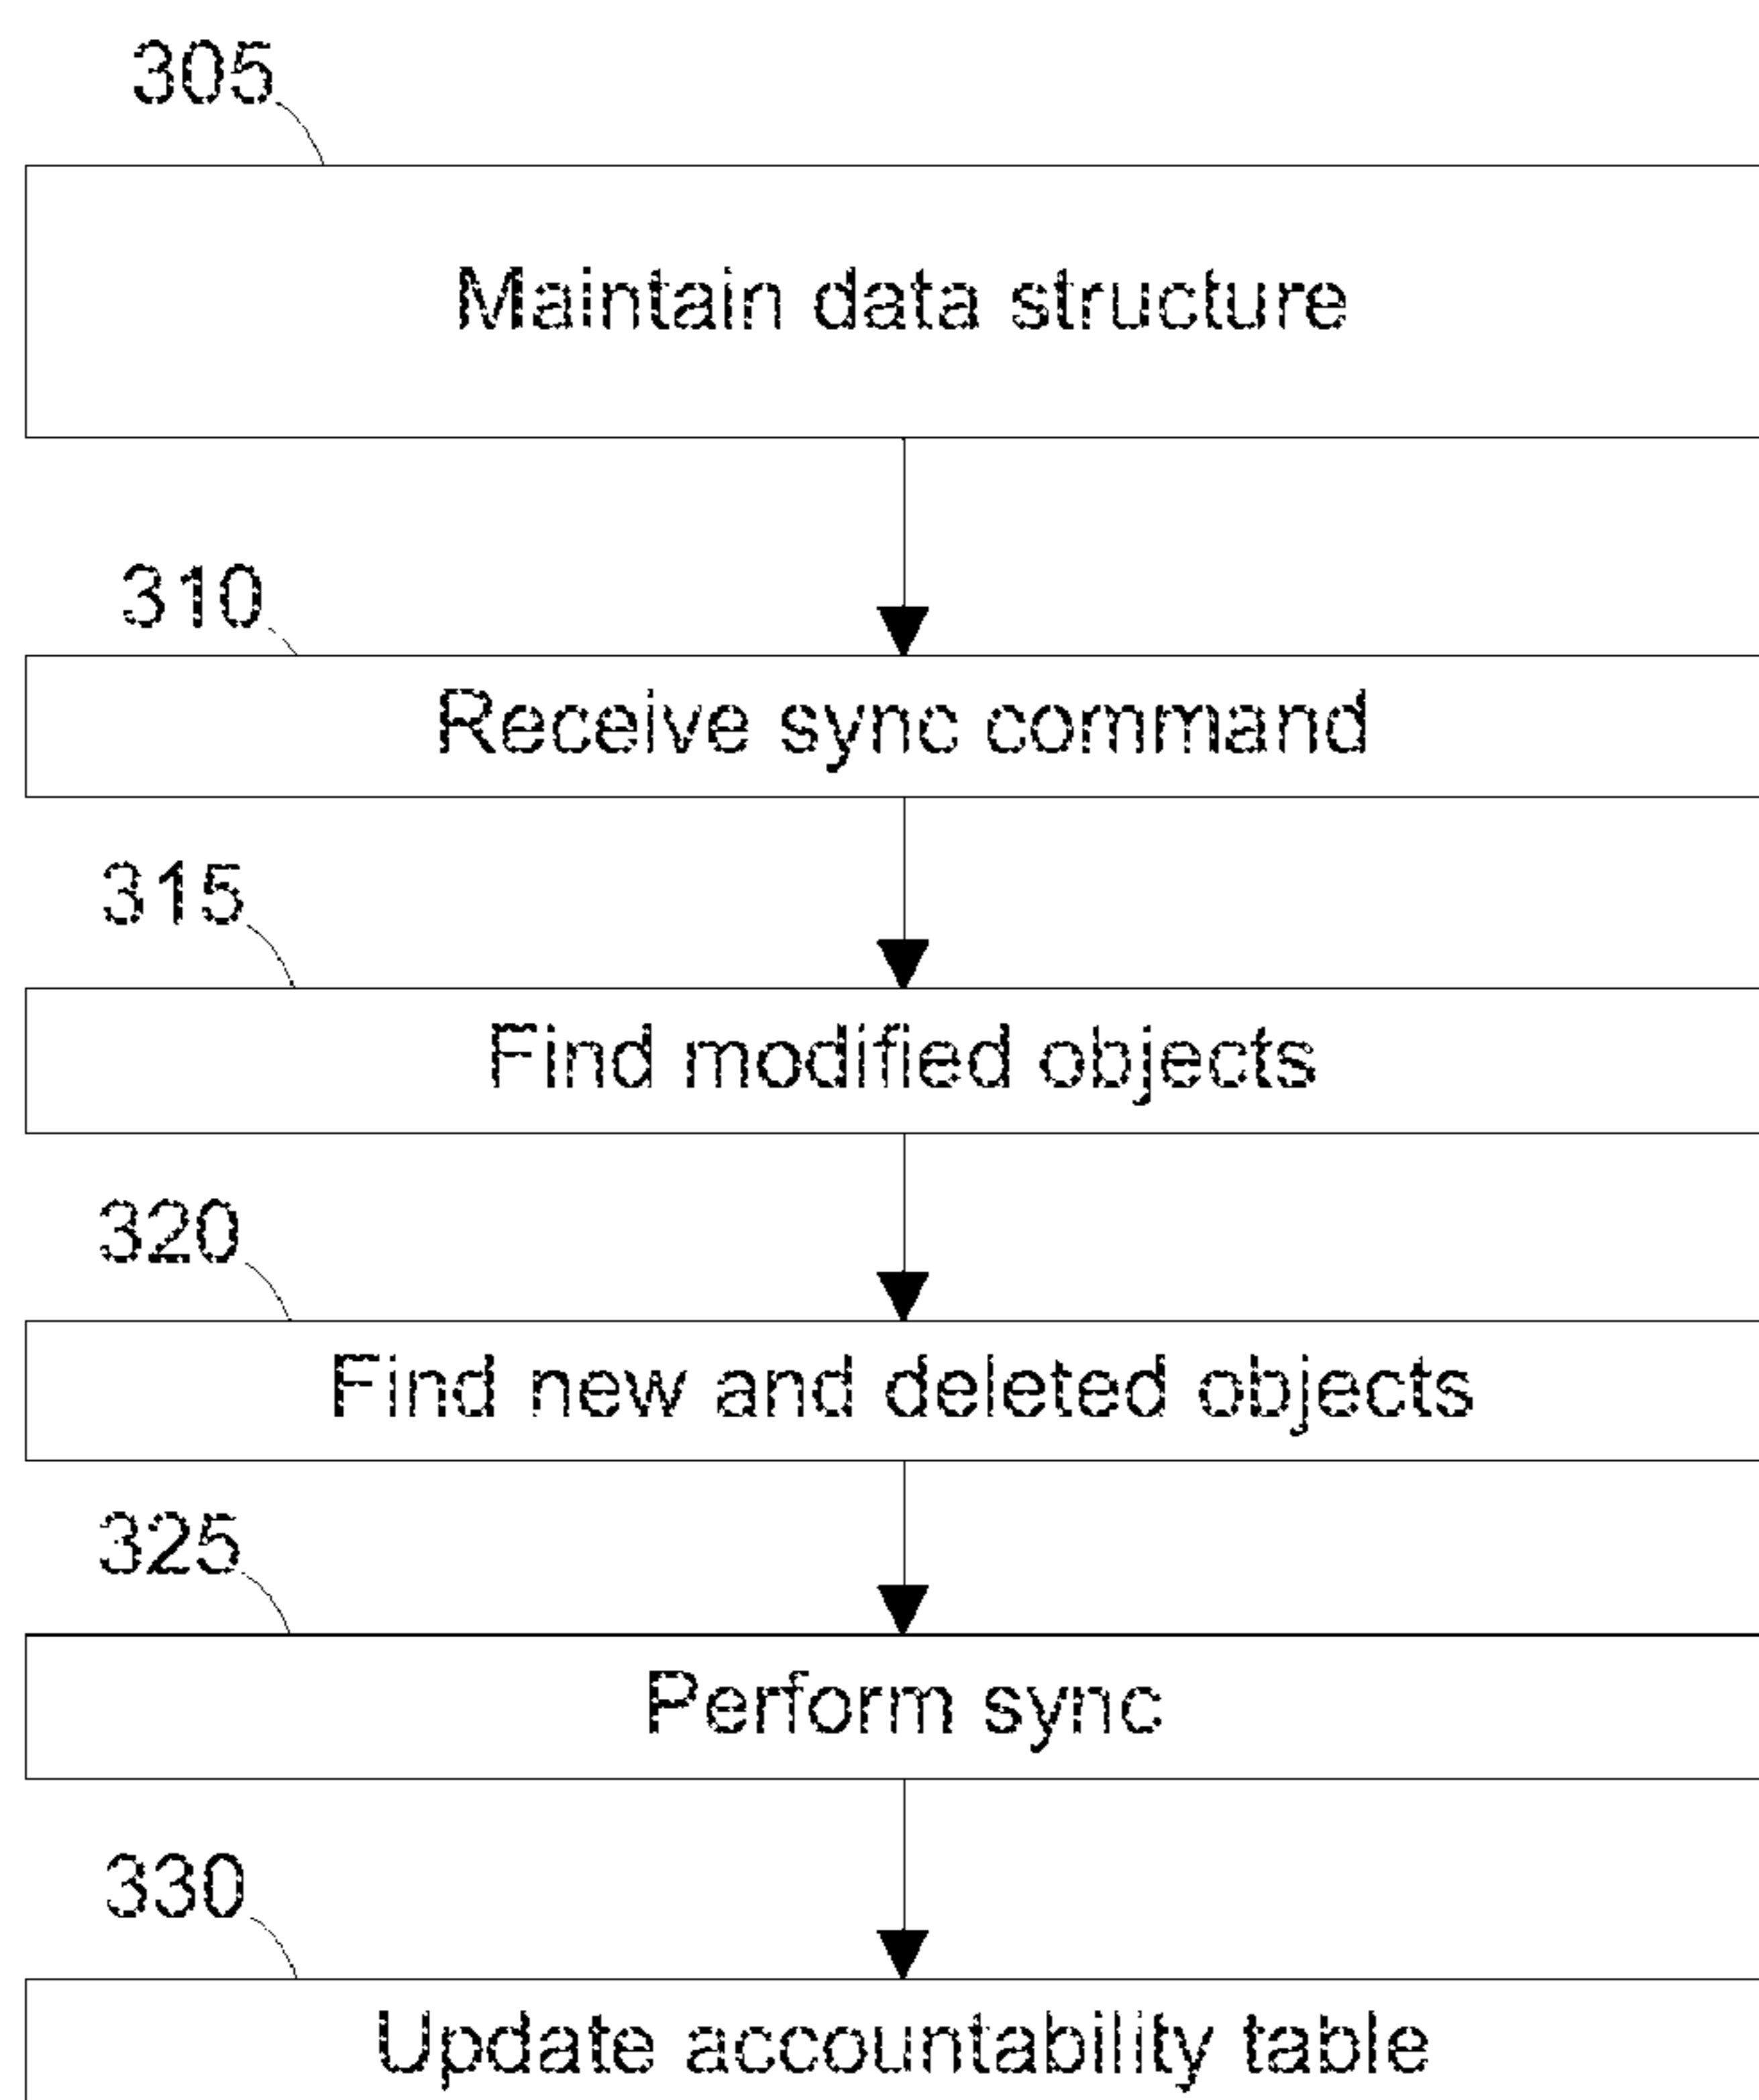 305
Maintain data structure
310
Receive sync command
315
Find modified objects
320
Find new and deleted objects
325
Perform sync
330
Update accountability table